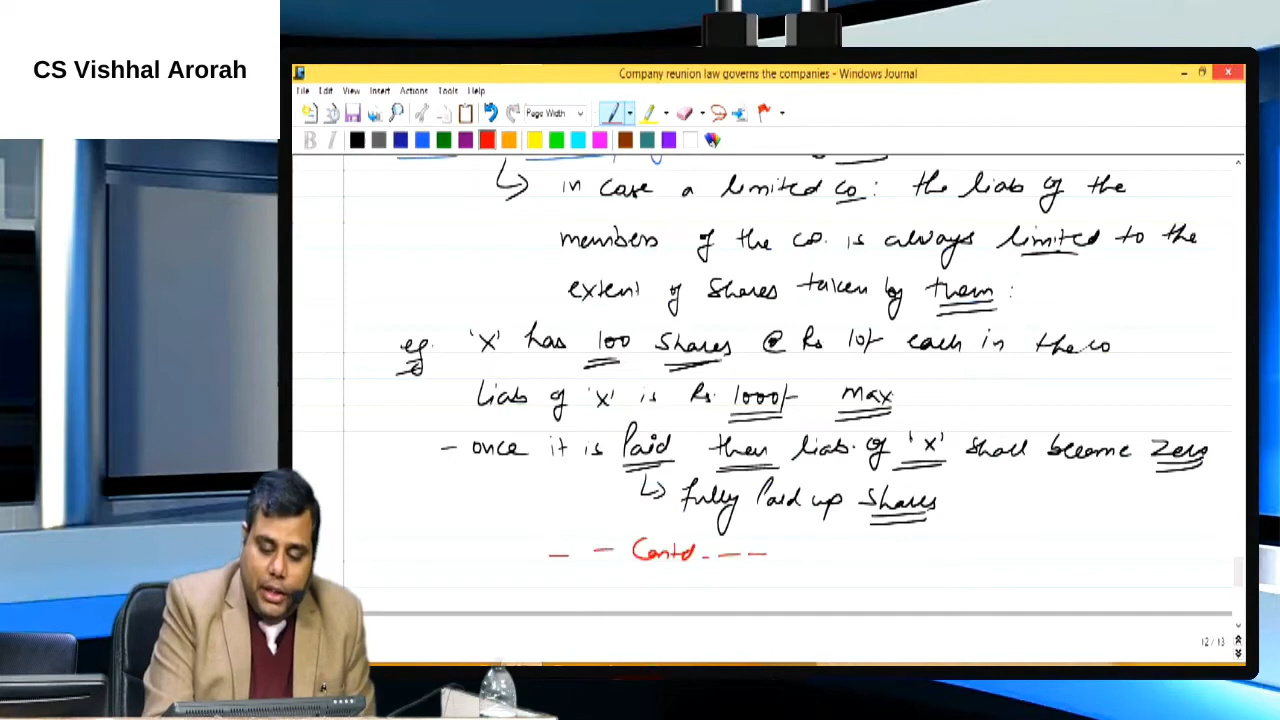 CS Vishhal Arorah
Company reunion law governs the companies - Windows Journal
File Edit View Insert Actions Tools Help
Page Width
B I
in case a limited co : the liab of the
members of the co. is always limited to the
extent of shares taken by them :
eg. 'X' has 100 shares @ Rs 10/- each in the co
liab of 'X' is Rs. 1000/- max
- once it is Paid then liab. of 'X' shall become zero
fully Paid up shares
- - Contd. - -
12 / 13